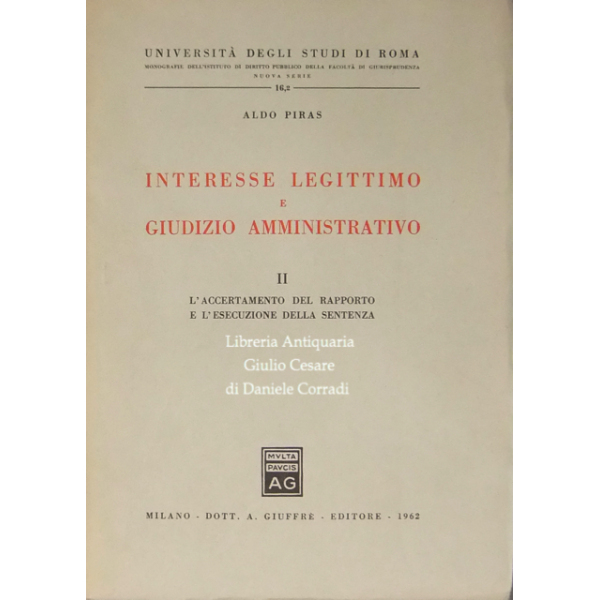 UNIVERSITÀ DEGLI STUDI DI ROMA
MONOGRAFIE DELL'ISTITUTO DI DIRITTO PUBBLICO DELLA FACOLTÀ DI GIURISPRUDENZA
NUOVA SERIE
16,2
ALDO PIRAS
INTERESSE LEGITTIMO
E
GIUDIZIO AMMINISTRATIVO
II
L'ACCERTAMENTO DEL RAPPORTO
E L'ESECUZIONE DELLA SENTENZA
Libreria Antiquaria
Giulio Cesare
di Daniele Corradi
MVLTA
PAVCIS
AG
MILANO - DOTT. A. GIUFFRÈ - EDITORE - 1962